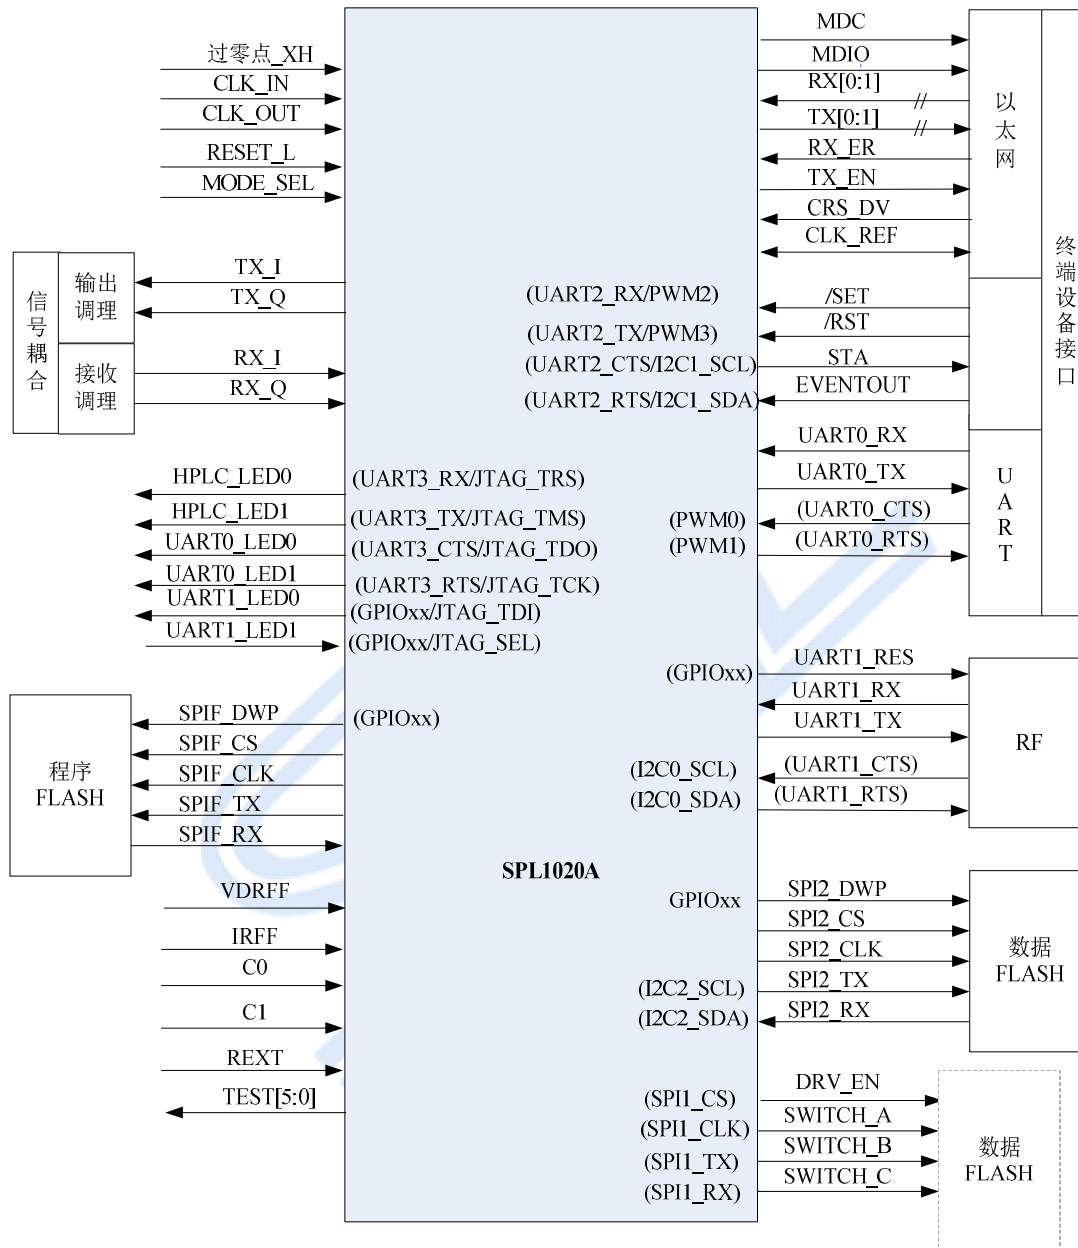 过零点_XH
CLK_IN
CLK_OUT
RESET_L
MODE_SEL
信号耦合
输出
调理
接收
调理
TX_I
TX_Q
RX_I
RX_Q
HPLC_LED0
HPLC_LED1
UART0_LED0
UART0_LED1
UART1_LED0
UART1_LED1
(UART3_RX/JTAG_TRS)
(UART3_TX/JTAG_TMS)
(UART3_CTS/JTAG_TDO)
(UART3_RTS/JTAG_TCK)
(GPIOxx/JTAG_TDI)
(GPIOxx/JTAG_SEL)
程序
FLASH
SPIF_DWP
SPIF_CS
SPIF_CLK
SPIF_TX
SPIF_RX
(GPIOxx)
VDRFF
IRFF
C0
C1
REXT
TEST[5:0]
SPL1020A
(UART2_RX/PWM2)
(UART2_TX/PWM3)
(UART2_CTS/I2C1_SCL)
(UART2_RTS/I2C1_SDA)
(PWM0)
(PWM1)
(GPIOxx)
(I2C0_SCL)
(I2C0_SDA)
GPIOxx
(I2C2_SCL)
(I2C2_SDA)
(SPI1_CS)
(SPI1_CLK)
(SPI1_TX)
(SPI1_RX)
MDC
MDIO
RX[0:1]
//
TX[0:1]
//
RX_ER
TX_EN
CRS_DV
CLK_REF
/SET
/RST
STA
EVENTOUT
UART0_RX
UART0_TX
(UART0_CTS)
(UART0_RTS)
以太网
UART
终端设备接口
UART1_RES
UART1_RX
UART1_TX
(UART1_CTS)
(UART1_RTS)
RF
SPI2_DWP
SPI2_CS
SPI2_CLK
SPI2_TX
SPI2_RX
数据
FLASH
DRV_EN
SWITCH_A
SWITCH_B
SWITCH_C
数据
FLASH